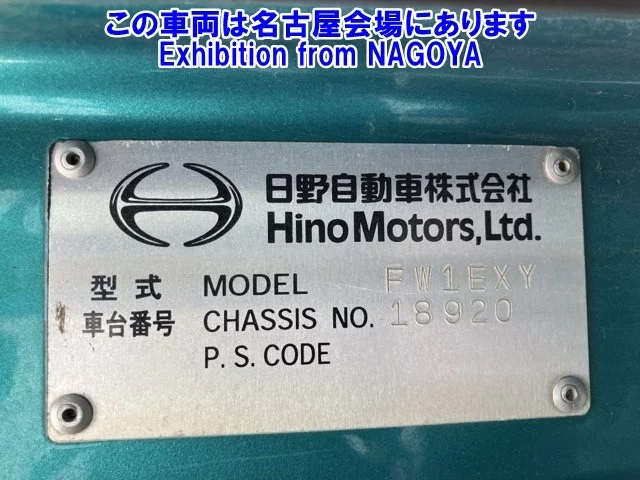 この車両は名古屋会場にあります
Exhibition from NAGOYA
日野自動車株式会社
Hino Motors, Ltd.
型式 MODEL FW1EXY
車台番号 CHASSIS NO. 18920
P. S. CODE